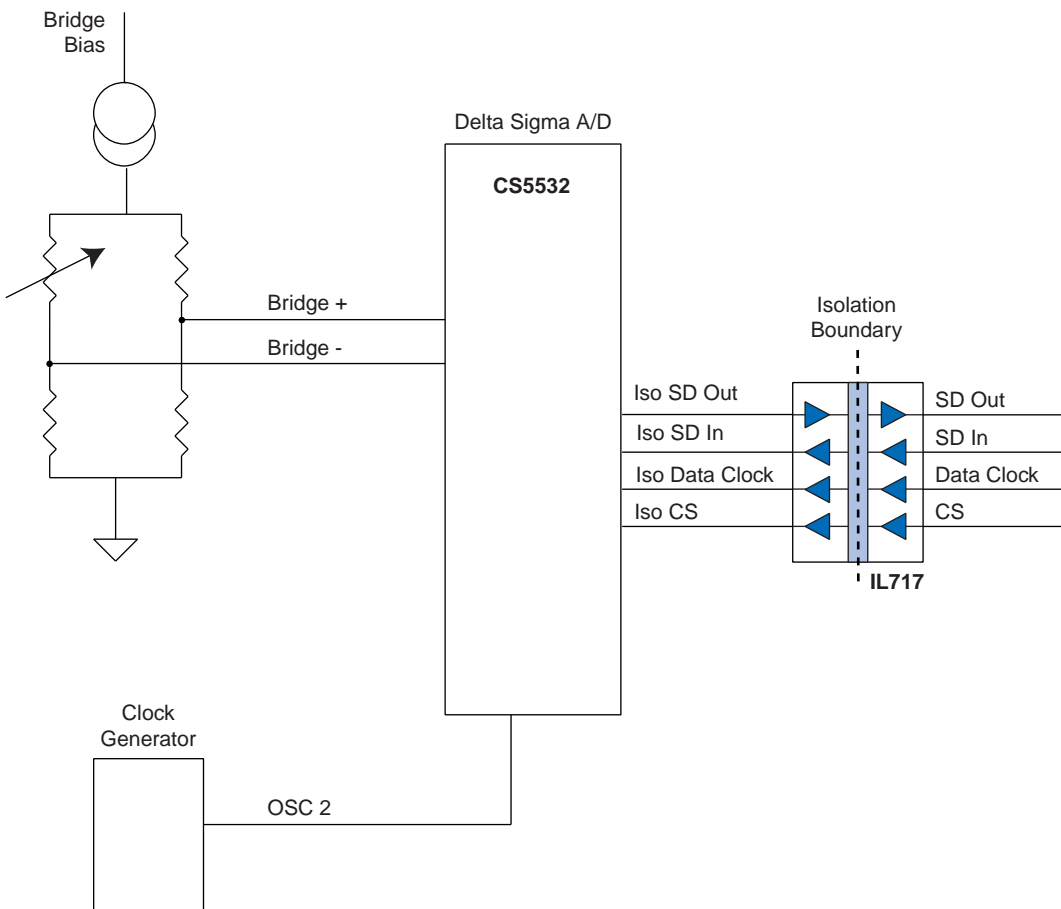 Bridge
Bias
Delta Sigma A/D
CS5532
Bridge +
Bridge -
Isolation
Boundary
Iso SD Out
SD Out
Iso SD In
SD In
Iso Data Clock
Data Clock
Iso CS
CS
IL717
Clock
Generator
OSC 2